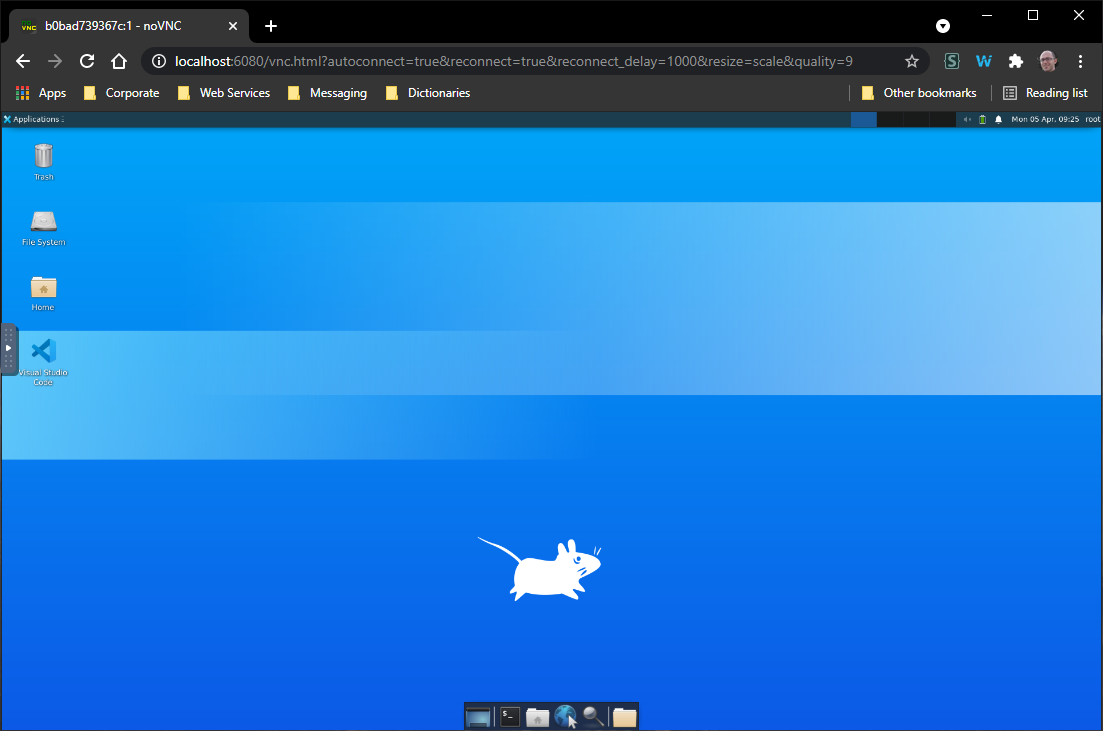 b0bad739367c:1 - noVNC
localhost:6080/vnc.html?autoconnect=true&reconnect=true&reconnect_delay=1000&resize=scale&quality=9
S W
Apps Corporate Web Services Messaging Dictionaries Other bookmarks Reading list
Applications Mon 05 Apr, 09:25 root
Trash
File System
Home
Visual Studio
Code
$_